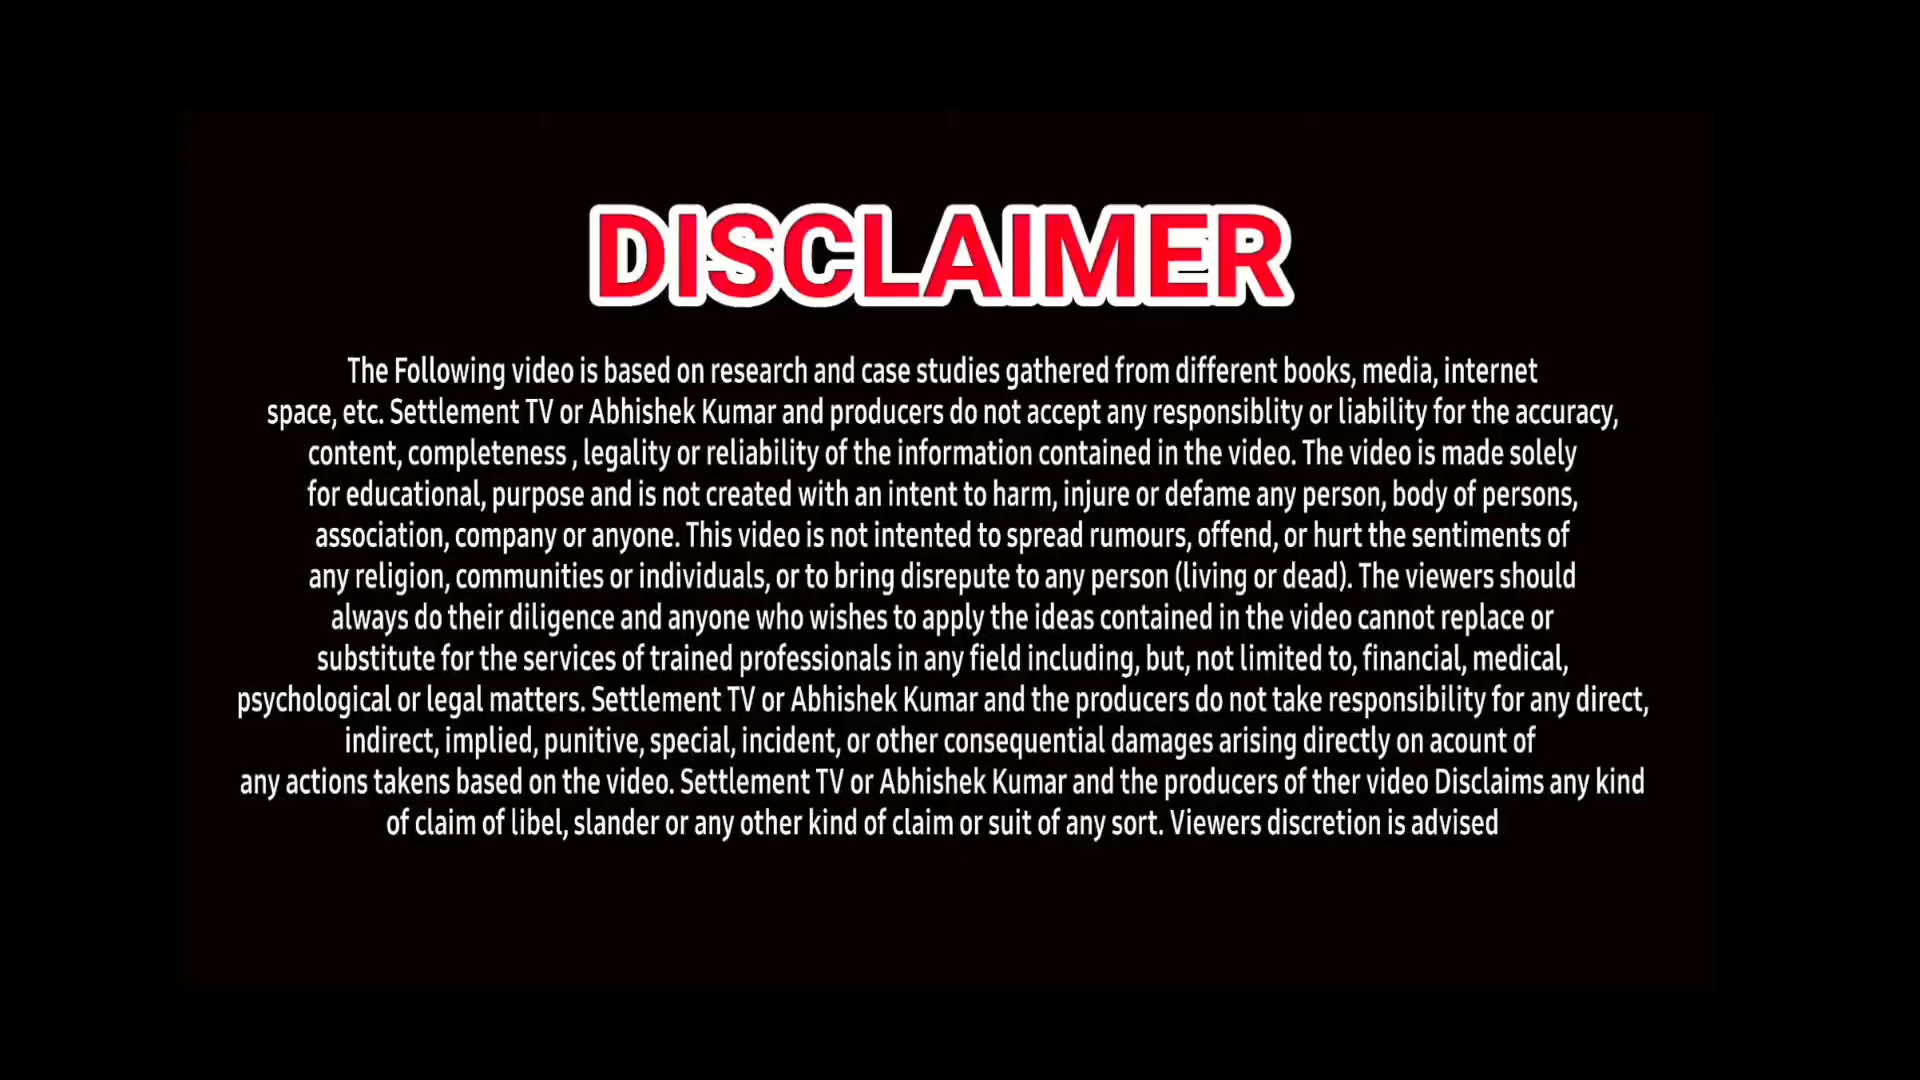 DISCLAIMER
The Following video is based on research and case studies gathered from different books, media, internet
space, etc. Settlement TV or Abhishek Kumar and producers do not accept any responsiblity or liability for the accuracy,
content, completeness , legality or reliability of the information contained in the video. The video is made solely
for educational, purpose and is not created with an intent to harm, injure or defame any person, body of persons,
association, company or anyone. This video is not intented to spread rumours, offend, or hurt the sentiments of
any religion, communities or individuals, or to bring disrepute to any person (living or dead). The viewers should
always do their diligence and anyone who wishes to apply the ideas contained in the video cannot replace or
substitute for the services of trained professionals in any field including, but, not limited to, financial, medical,
psychological or legal matters. Settlement TV or Abhishek Kumar and the producers do not take responsibility for any direct,
indirect, implied, punitive, special, incident, or other consequential damages arising directly on acount of
any actions takens based on the video. Settlement TV or Abhishek Kumar and the producers of ther video Disclaims any kind
of claim of libel, slander or any other kind of claim or suit of any sort. Viewers discretion is advised